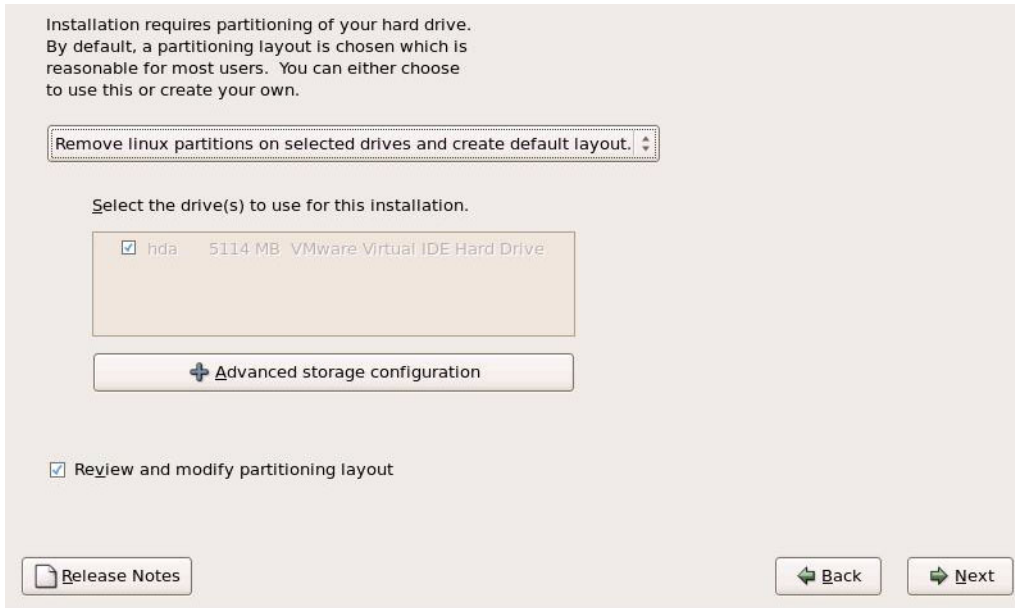 Installation requires partitioning of your hard drive.
By default, a partitioning layout is chosen which is
reasonable for most users.  You can either choose
to use this or create your own.
Remove linux partitions on selected drives and create default layout.
Select the drive(s) to use for this installation.
hda 5114 MB VMware Virtual IDE Hard Drive
Advanced storage configuration
Review and modify partitioning layout
Release Notes
Back
Next